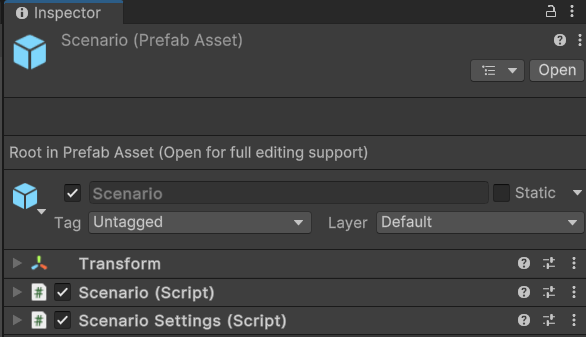 Inspector
Scenario (Prefab Asset)
Open
Root in Prefab Asset (Open for full editing support)
Scenario Static
Tag Untagged Layer Default
Transform
Scenario (Script)
Scenario Settings (Script)